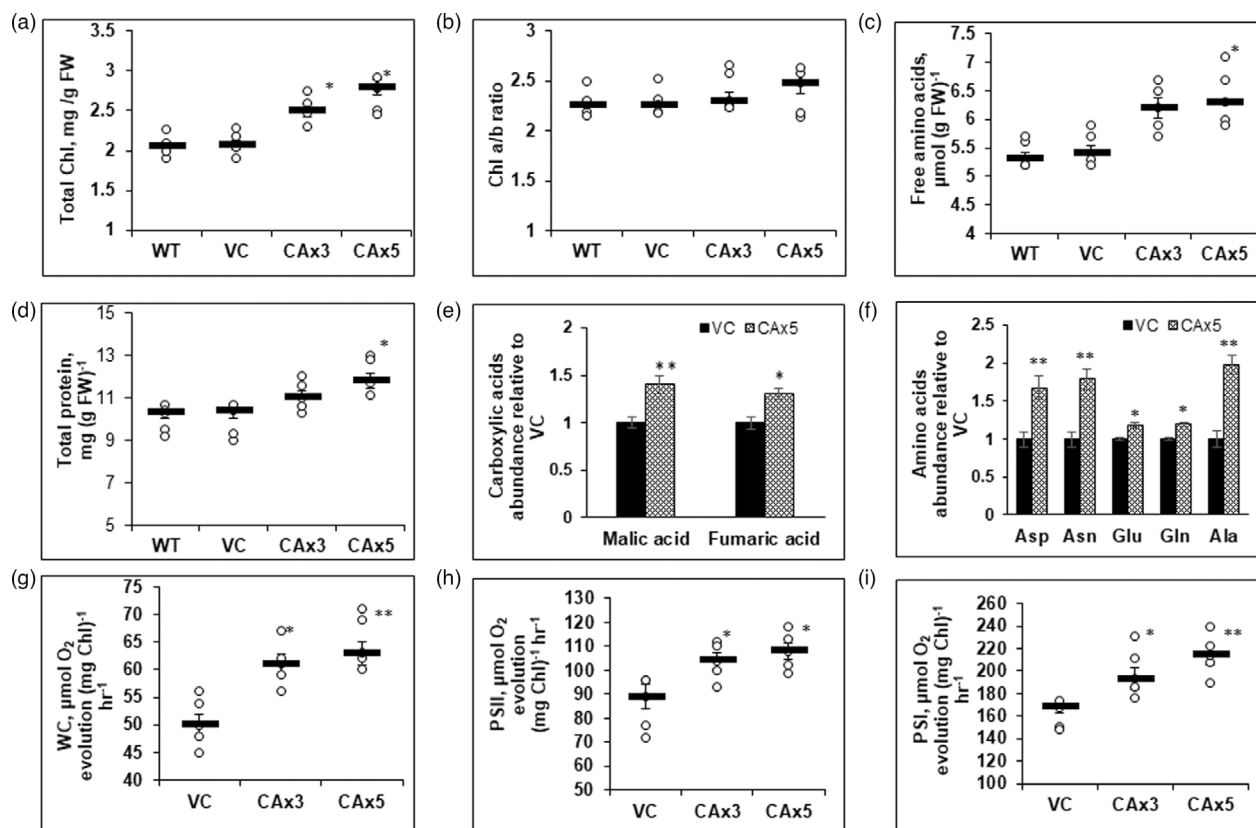 (a)
Total Chl, mg /g FW
3.5
3
2.5
2
1.5
1
*
*
WT VC CAx3 CAx5
(b)
Chl a/b ratio
3
2.5
2
1.5
1
WT VC CAx3 CAx5
(c)
Free amino acids,
µmol (g FW)-1
7.5
7
6.5
6
5.5
5
4.5
4
*
WT VC CAx3 CAx5
(d)
Total protein,
mg (g FW)-1
15
13
11
9
7
5
*
WT VC CAx3 CAx5
(e)
Carboxylic acids
abundance relative to
VC
2
1.5
1
0.5
0
VC CAx5
**
*
Malic acid Fumaric acid
(f)
Amino acids
abundance relative to
VC
2.5
2
1.5
1
0.5
0
VC CAx5
** ** * * **
Asp Asn Glu Gln Ala
(g)
WC, µmol O2
evolution (mg Chl)-1
hr-1
75
70
65
60
55
50
45
40
*
**
VC CAx3 CAx5
(h)
PSII, µmol O2
evolution
(mg Chl)-1 hr-1
130
120
110
100
90
80
70
60
50
*
*
VC CAx3 CAx5
(i)
PSI, µmol O2
evolution (mg Chl)-1
hr-1
260
240
220
200
180
160
140
120
100
*
**
VC CAx3 CAx5